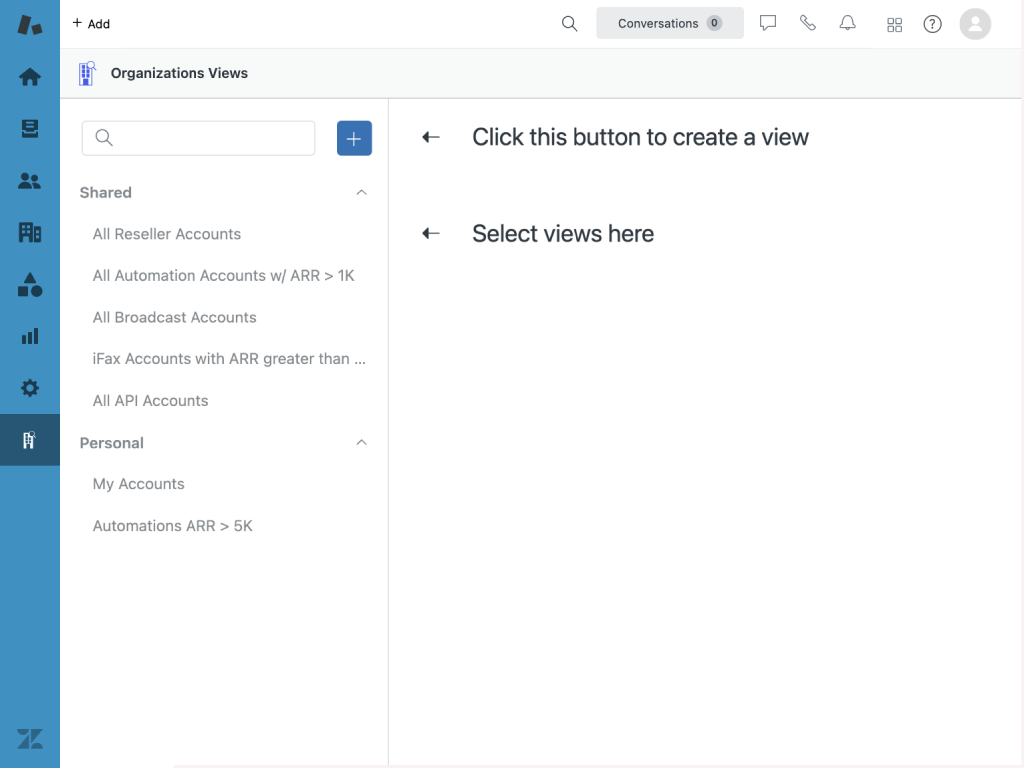 + Add
Conversations 0
Organizations Views
Click this button to create a view
Shared
All Reseller Accounts
Select views here
All Automation Accounts w/ ARR > 1K
All Broadcast Accounts
iFax Accounts with ARR greater than ...
All API Accounts
Personal
My Accounts
Automations ARR > 5K